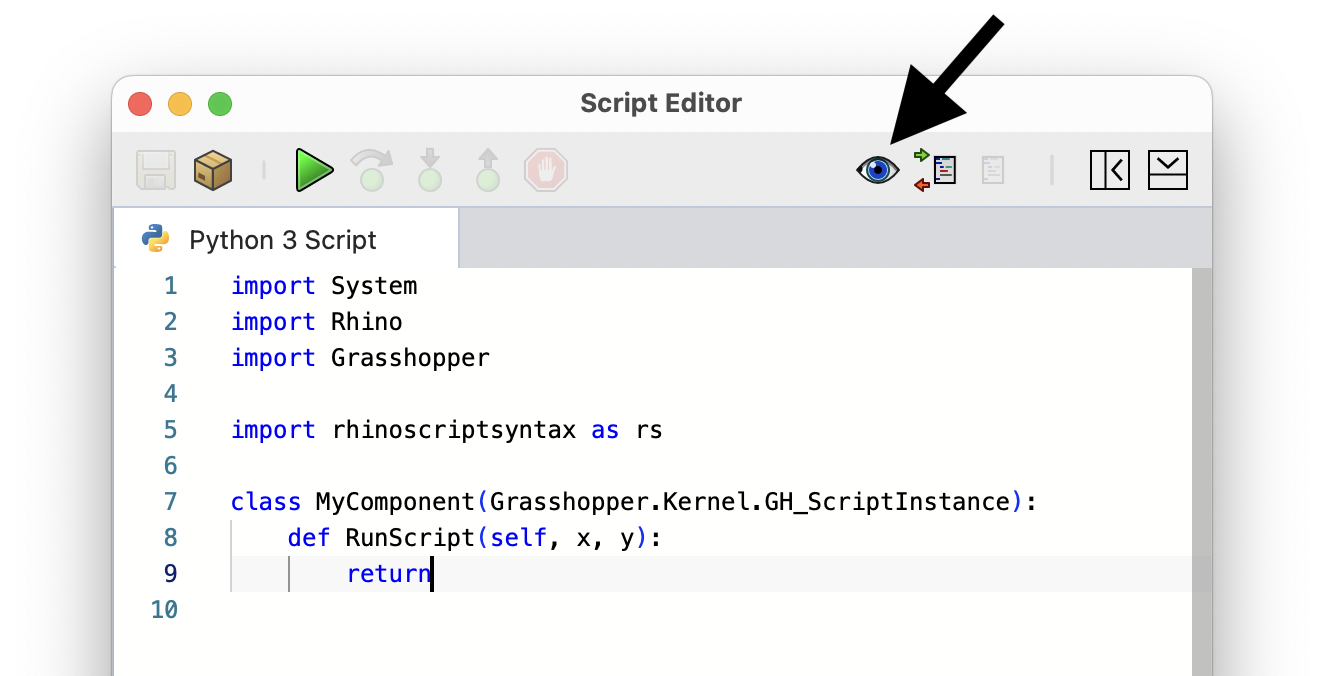 Script Editor
Python 3 Script
1 import System
2 import Rhino
3 import Grasshopper
4
5 import rhinoscriptsyntax as rs
6
7 class MyComponent(Grasshopper.Kernel.GH_ScriptInstance):
8     def RunScript(self, x, y):
9         return
10